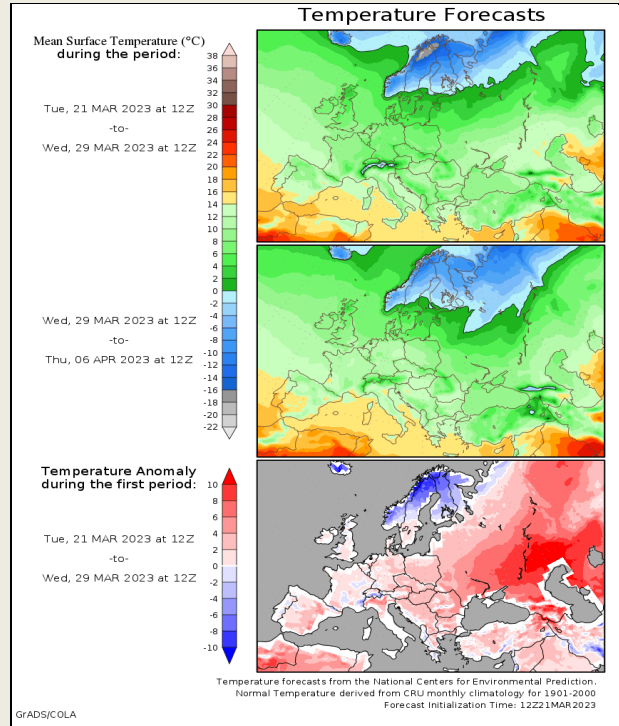 Temperature Forecasts
Mean Surface Temperature (°C)
during the period:
Tue, 21 MAR 2023 at 12Z
-to-
Wed, 29 MAR 2023 at 12Z
38
36
34
32
30
28
26
24
22
20
18
16
14
12
10
8
6
4
2
0
-2
-4
-6
-8
-10
-12
-14
-16
-18
-20
-22
Wed, 29 MAR 2023 at 12Z
-to-
Thu, 06 APR 2023 at 12Z
Temperature Anomaly
during the first period:
Tue, 21 MAR 2023 at 12Z
-to-
Wed, 29 MAR 2023 at 12Z
10
8
6
4
2
0
-2
-4
-6
-8
-10
Temperature forecasts from the National Centers for Environmental Prediction.
Normal Temperature derived from CRU monthly climatology for 1901-2000
Forecast Initialization Time: 12Z21MAR2023
GrADS/COLA